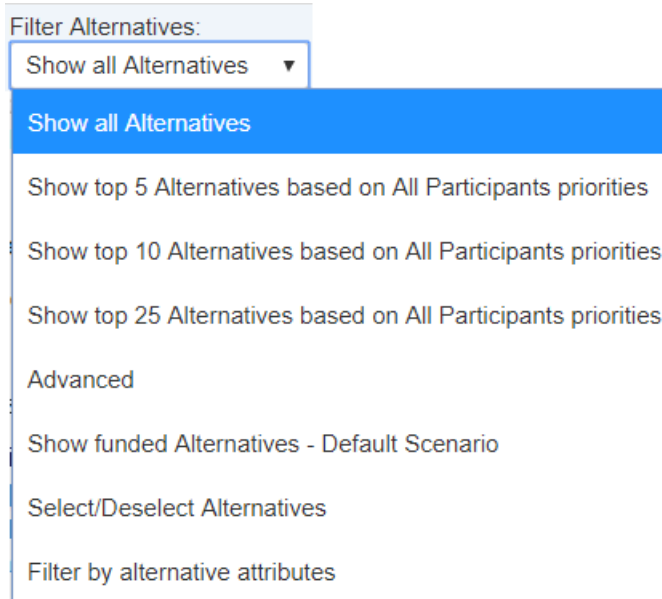 Filter Alternatives:
Show all Alternatives
Show all Alternatives
Show top 5 Alternatives based on All Participants priorities
Show top 10 Alternatives based on All Participants priorities
Show top 25 Alternatives based on All Participants priorities
Advanced
Show funded Alternatives - Default Scenario
Select/Deselect Alternatives
Filter by alternative attributes